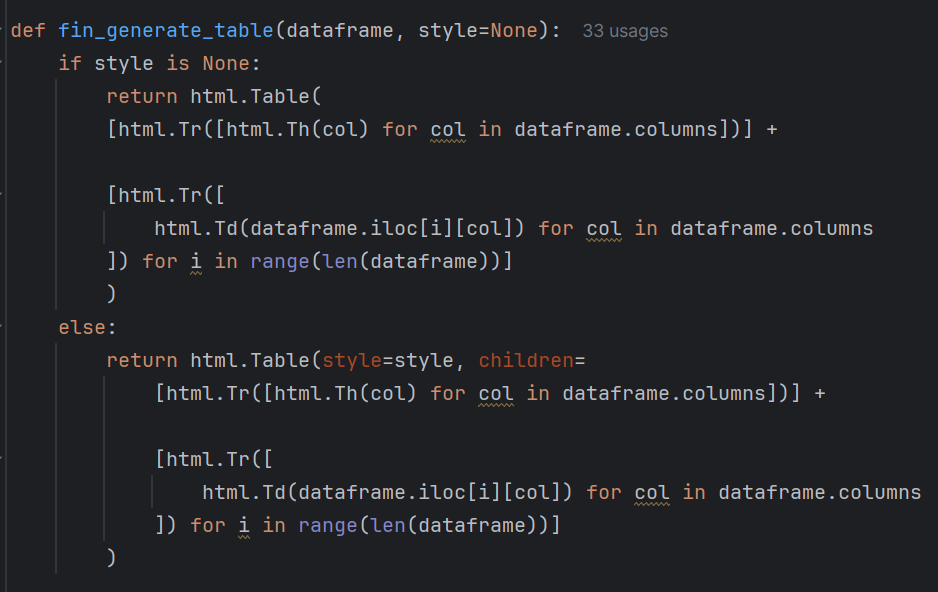 def fin_generate_table(dataframe, style=None): 33 usages
    if style is None:
        return html.Table(
        [html.Tr([html.Th(col) for col in dataframe.columns])] +
        [html.Tr([
            html.Td(dataframe.iloc[i][col]) for col in dataframe.columns
        ]) for i in range(len(dataframe))]
        )
    else:
        return html.Table(style=style, children=
            [html.Tr([html.Th(col) for col in dataframe.columns])] +
            [html.Tr([
                html.Td(dataframe.iloc[i][col]) for col in dataframe.columns
            ]) for i in range(len(dataframe))]
        )